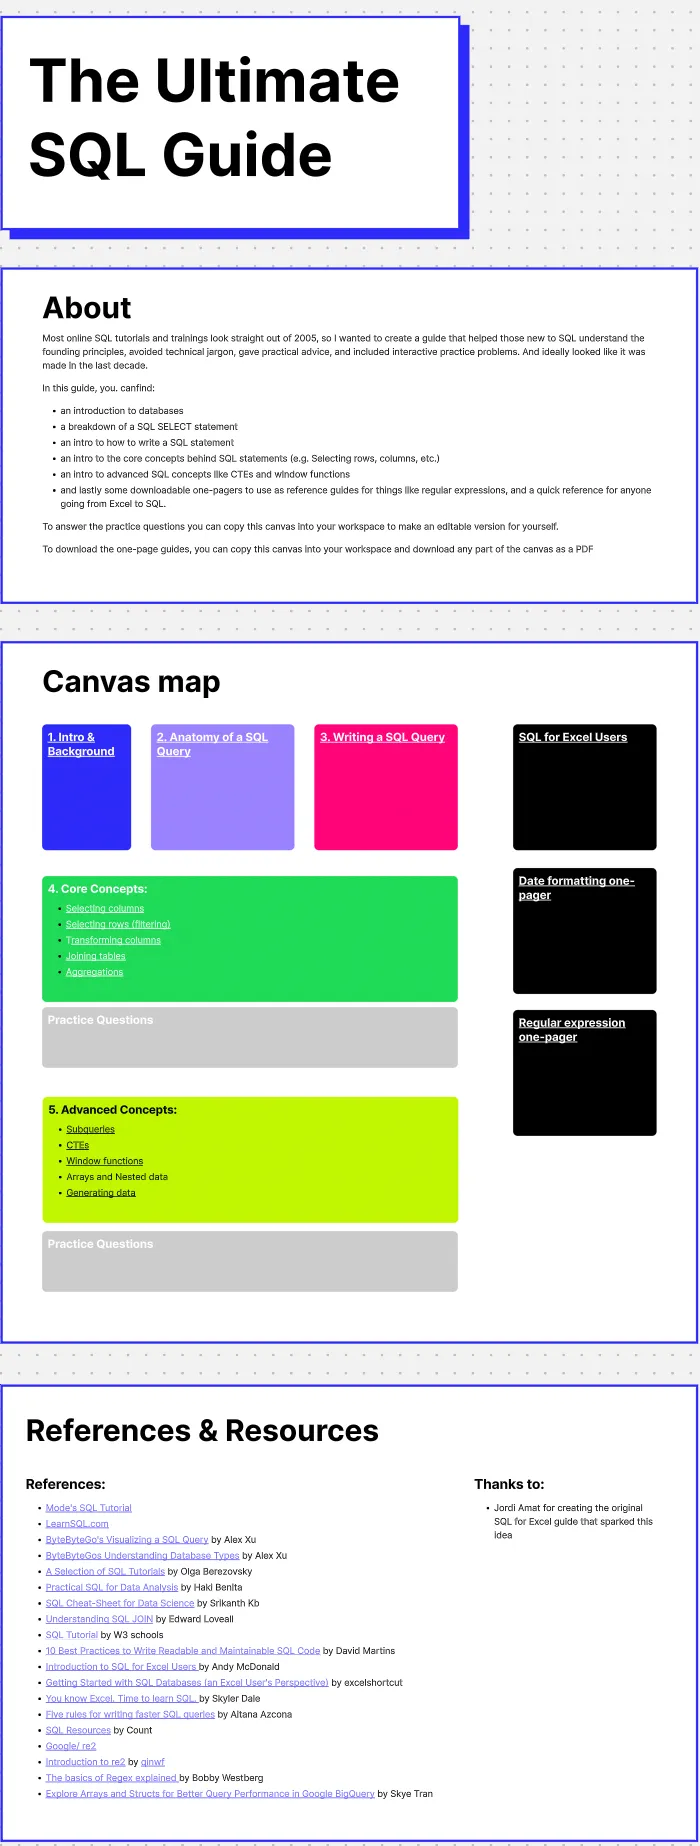 The Ultimate
SQL Guide
About
Most online SQL tutorials and trainings look straight out of 2005, so I wanted to create a guide that helped those new to SQL understand the
founding principles, avoided technical jargon, gave practical advice, and included interactive practice problems. And ideally looked like it was
made in the last decade.
In this guide, you. canfind:
• an introduction to databases
• a breakdown of a SQL SELECT statement
• an intro to how to write a SQL statement
• an intro to the core concepts behind SQL statements (e.g. Selecting rows, columns, etc.)
• an intro to advanced SQL concepts like CTEs and window functions
• and lastly some downloadable one-pagers to use as reference guides for things like regular expressions, and a quick reference for anyone
going from Excel to SQL.
To answer the practice questions you can copy this canvas into your workspace to make an editable version for yourself.
To download the one-page guides, you can copy this canvas into your workspace and download any part of the canvas as a PDF
Canvas map
1. Intro &
Background
2. Anatomy of a SQL
Query
3. Writing a SQL Query
SQL for Excel Users
4. Core Concepts:
• Selecting columns
• Selecting rows (filtering)
• Transforming columns
• Joining tables
• Aggregations
Date formatting one-
pager
Practice Questions
Regular expression
one-pager
5. Advanced Concepts:
• Subqueries
• CTEs
• Window functions
• Arrays and Nested data
• Generating data
Practice Questions
References & Resources
References:
• Mode's SQL Tutorial
• LearnSQL.com
• ByteByteGo's Visualizing a SQL Query by Alex Xu
• ByteByteGos Understanding Database Types by Alex Xu
• A Selection of SQL Tutorials by Olga Berezovsky
• Practical SQL for Data Analysis by Haki Benita
• SQL Cheat-Sheet for Data Science by Srikanth Kb
• Understanding SQL JOIN by Edward Loveall
• SQL Tutorial by W3 schools
• 10 Best Practices to Write Readable and Maintainable SQL Code by David Martins
• Introduction to SQL for Excel Users by Andy McDonald
• Getting Started with SQL Databases (an Excel User's Perspective) by excelshortcut
• You know Excel. Time to learn SQL. by Skyler Dale
• Five rules for writing faster SQL queries by Aitana Azcona
• SQL Resources by Count
• Google/ re2
• Introduction to re2 by qinwf
• The basics of Regex explained by Bobby Westberg
• Explore Arrays and Structs for Better Query Performance in Google BigQuery by Skye Tran
Thanks to:
• Jordi Amat for creating the original
SQL for Excel guide that sparked this
idea